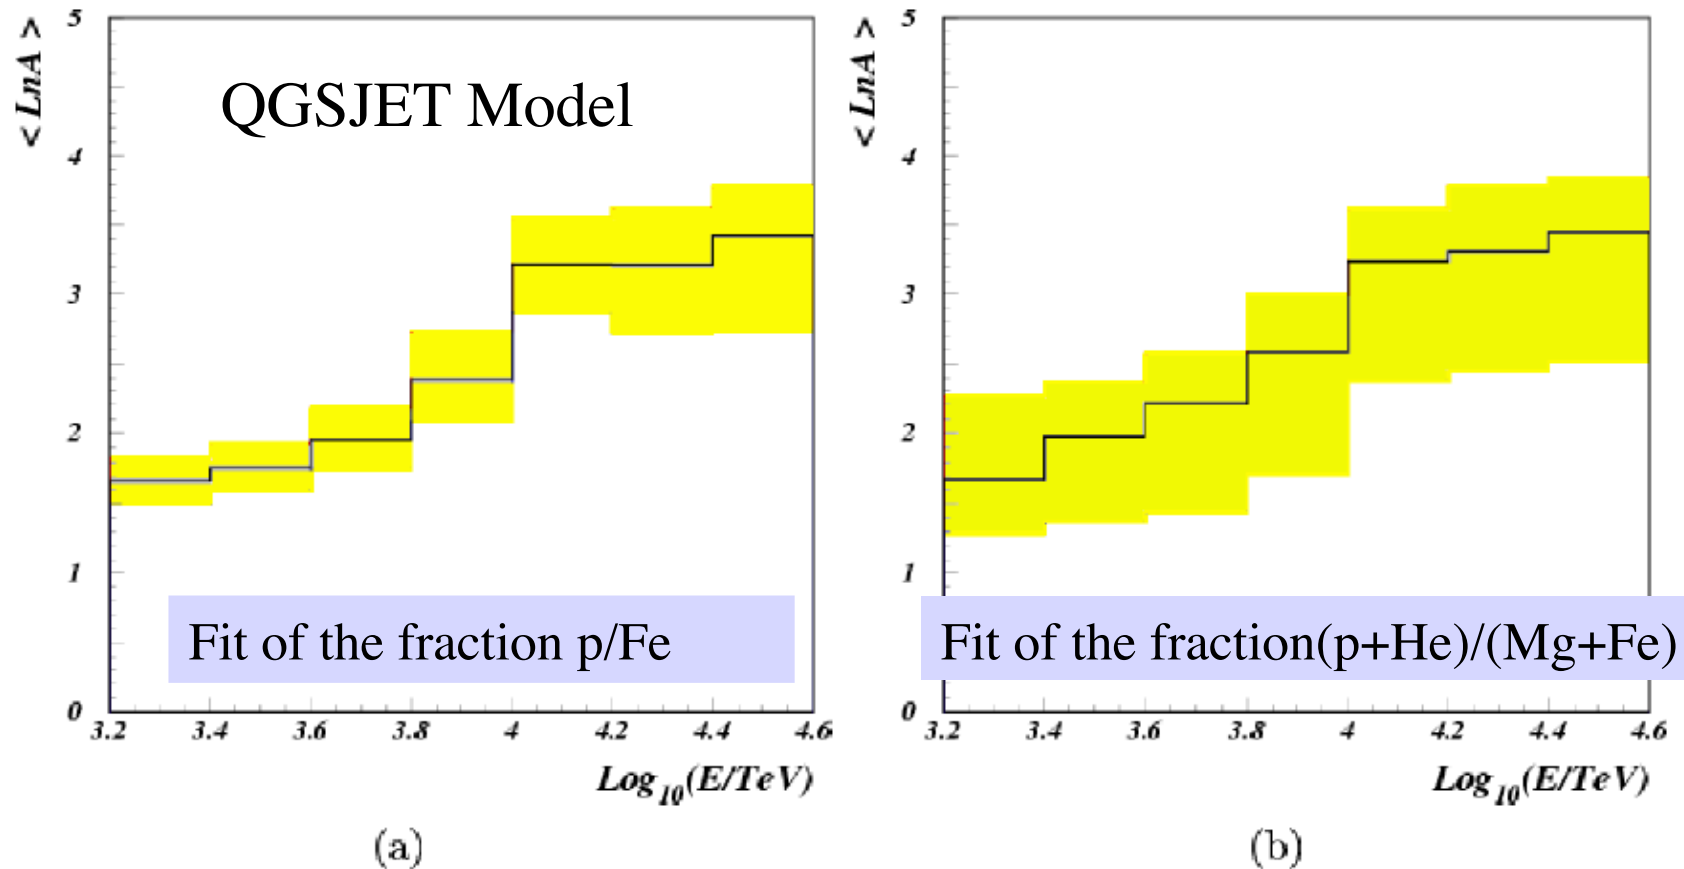 < LnA >
5
4
3
2
1
0
QGSJET Model
Fit of the fraction p/Fe
3.2 3.4 3.6 3.8 4 4.2 4.4 4.6
Log10(E/TeV)
(a)
< LnA >
5
4
3
2
1
0
Fit of the fraction(p+He)/(Mg+Fe)
3.2 3.4 3.6 3.8 4 4.2 4.4 4.6
Log10(E/TeV)
(b)